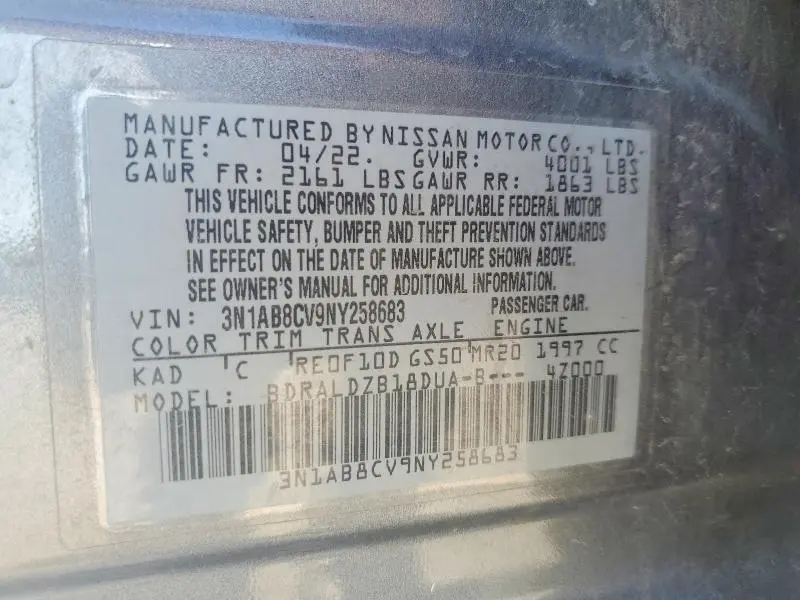 MANUFACTURED BY NISSAN MOTOR CO., LTD.
DATE: 04/22. GVWR: 4001 LBS
GAWR FR: 2161 LBS GAWR RR: 1863 LBS
THIS VEHICLE CONFORMS TO ALL APPLICABLE FEDERAL MOTOR
VEHICLE SAFETY, BUMPER AND THEFT PREVENTION STANDARDS
IN EFFECT ON THE DATE OF MANUFACTURE SHOWN ABOVE.
SEE OWNER'S MANUAL FOR ADDITIONAL INFORMATION.
VIN: 3N1AB8CV9NY258683 PASSENGER CAR.
COLOR TRIM TRANS AXLE ENGINE
KAD C RE0F10D GS50 MR20 1997 CC
MODEL: BDRALDZB18DUA-B--- 4Z000
3N1AB8CV9NY258683